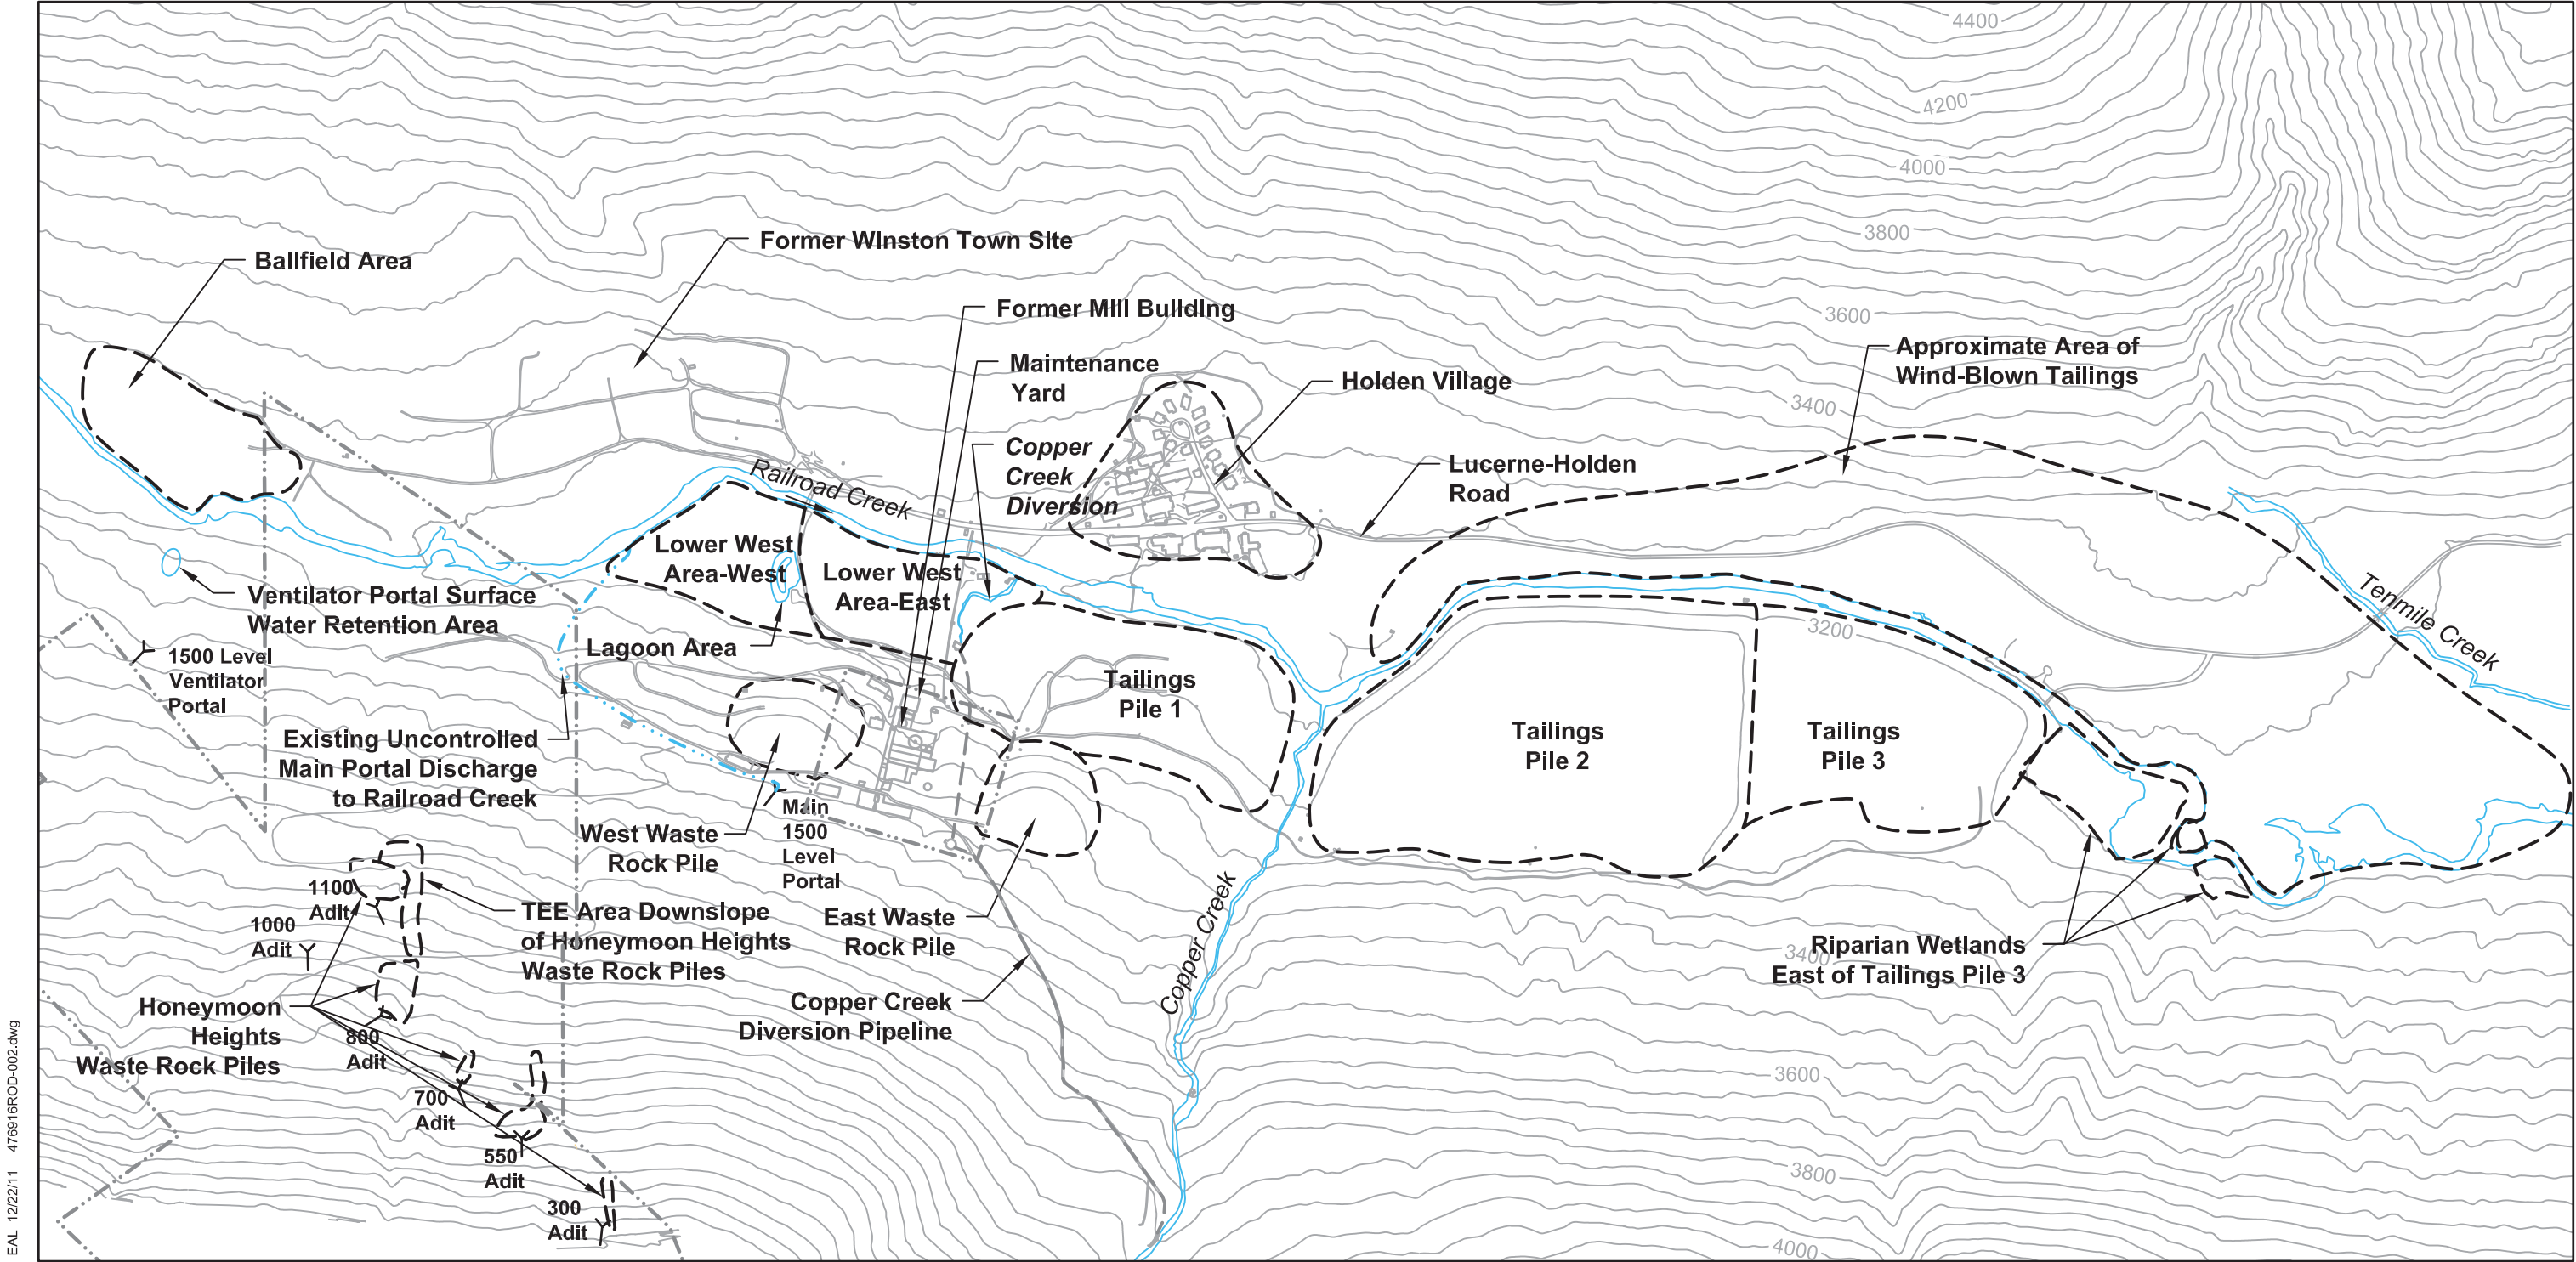 4400
4200
4000
3800
3600
3400
Former Winston Town Site
Ballfield Area
Former Mill Building
Maintenance
Yard
Holden Village
Approximate Area of
Wind-Blown Tailings
Copper
Creek
Diversion
Lucerne-Holden
Road
Railroad Creek
Lower West
Area-West
Lower West
Area-East
Ventilator Portal Surface
Water Retention Area
Lagoon Area
1500 Level
Ventilator
Portal
3200
Tenmile Creek
Tailings
Pile 1
Tailings
Pile 2
Tailings
Pile 3
Existing Uncontrolled
Main Portal Discharge
to Railroad Creek
West Waste
Rock Pile
Main
1500
Level
Portal
1100
Adit
1000
Adit
TEE Area Downslope
of Honeymoon Heights
Waste Rock Piles
East Waste
Rock Pile
Copper Creek
Copper Creek
Diversion Pipeline
3400
Riparian Wetlands
East of Tailings Pile 3
Honeymoon
Heights
Waste Rock Piles
800
Adit
700
Adit
550
Adit
300
Adit
3600
3800
4000
EAL 12/22/11 476916ROD-002.dwg